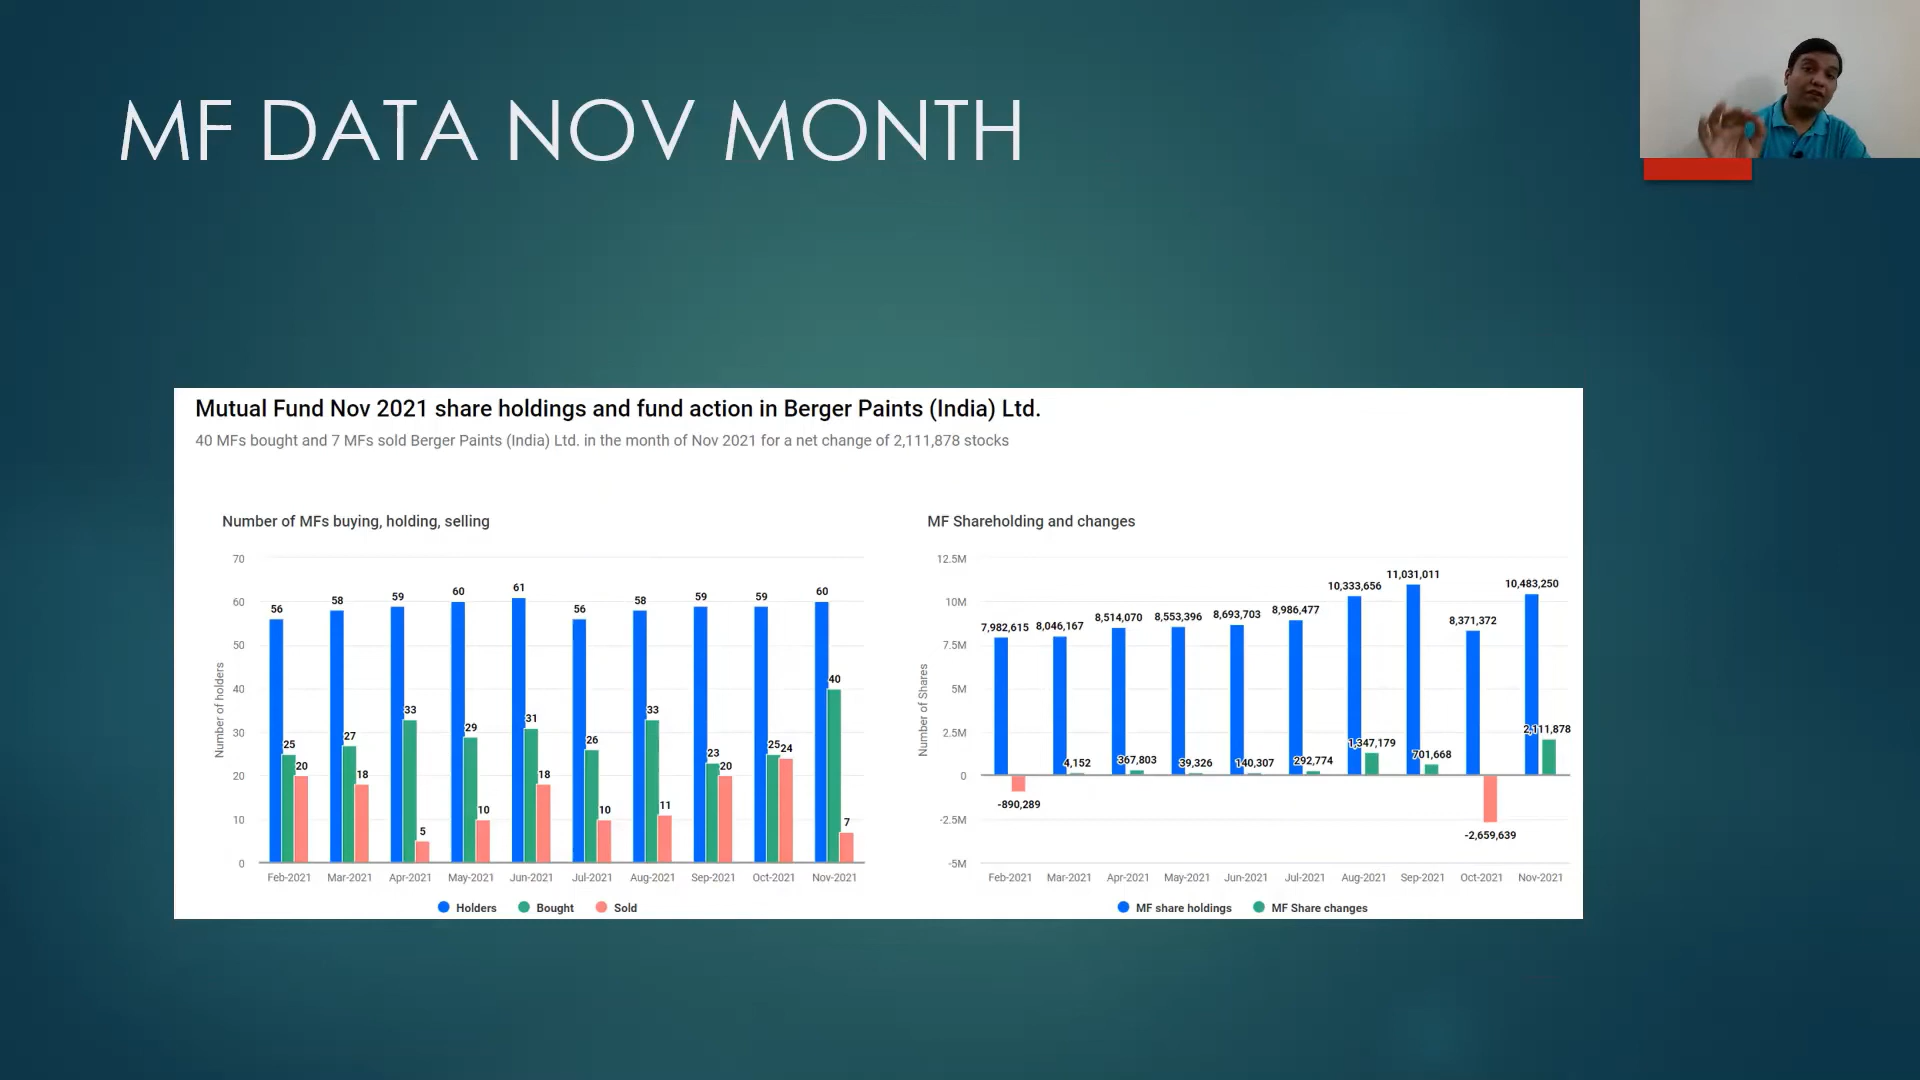 MF DATA NOV MONTH
Mutual Fund Nov 2021 share holdings and fund action in Berger Paints (India) Ltd.
40 MFs bought and 7 MFs sold Berger Paints (India) Ltd. in the month of Nov 2021 for a net change of 2,111,878 stocks
Number of MFs buying, holding, selling
Number of holders
70
60
50
40
30
20
10
0
56 25 20
58 27 18
59 33 5
60 29 10
61 31 18
56 26 10
58 33 11
59 23 20
59 25 24
60 40 7
Feb-2021 Mar-2021 Apr-2021 May-2021 Jun-2021 Jul-2021 Aug-2021 Sep-2021 Oct-2021 Nov-2021
Holders Bought Sold
MF Shareholding and changes
Number of Shares
12.5M
10M
7.5M
5M
2.5M
0
-2.5M
-5M
7,982,615 -890,289
8,046,167 4,152
8,514,070 367,803
8,553,396 39,326
8,693,703 140,307
8,986,477 292,774
10,333,656 1,347,179
11,031,011 701,668
8,371,372 -2,659,639
10,483,250 2,111,878
Feb-2021 Mar-2021 Apr-2021 May-2021 Jun-2021 Jul-2021 Aug-2021 Sep-2021 Oct-2021 Nov-2021
MF share holdings MF Share changes